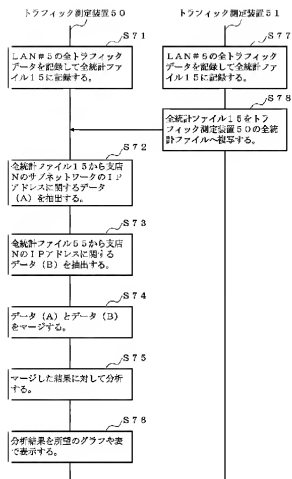 トラフィック測定装置50
トラフィック測定装置51
S71
LAN#5の全トラフィック
データを記録して全統計ファ
イル15に記録する。
S77
LAN#6の全トラフィック
データを記録して全統計ファ
イル15に記録する。
S78
全統計ファイル16をトラ
フィック測定装置50の全統
計ファイルへ複写する。
S72
全統計ファイル15から支店
NのサブネットワークのIP
アドレスに関するデータ
(A)を抽出する。
S73
全統計ファイル55から支店
NのIPアドレスに関する
データ(B)を抽出する。
S74
データ(A)とデータ(B)
をマージする。
S75
マージした結果に対して分析
する。
S76
分析結果を所望のグラフや表
で表示する。